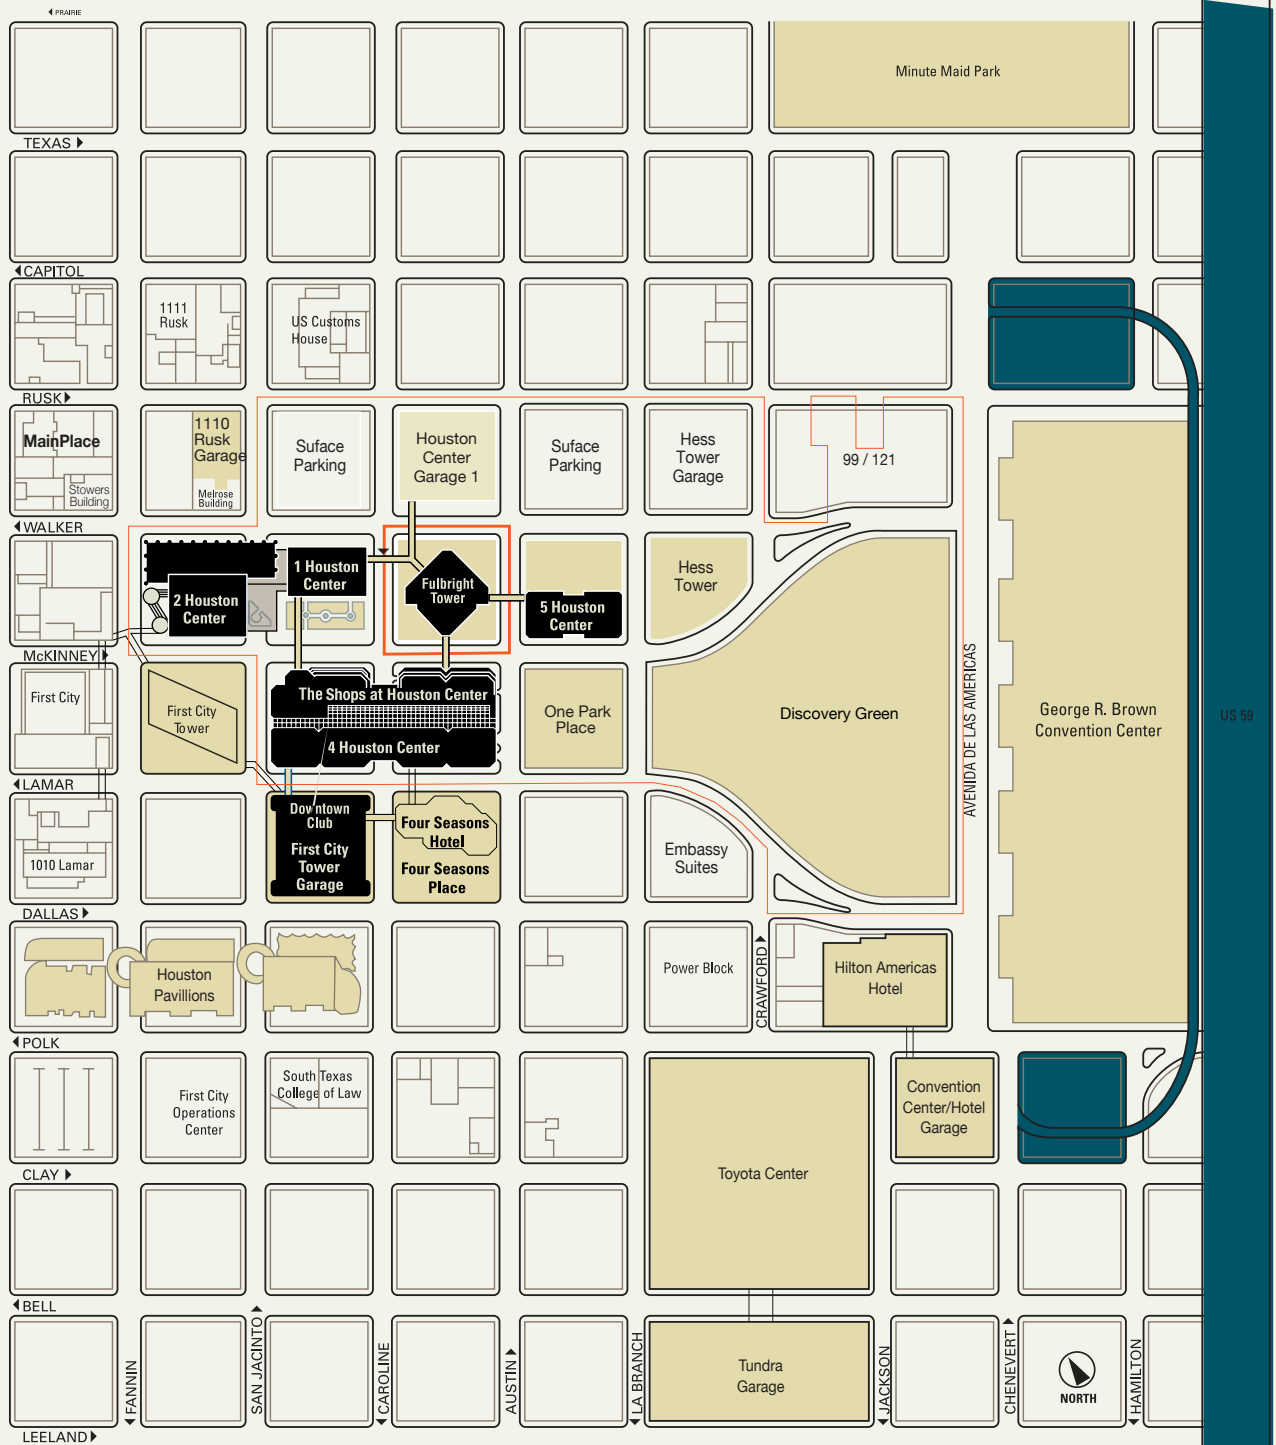 PRAIRIE
Minute Maid Park
TEXAS
CAPITOL
1111
Rusk
US Customs
House
RUSK
MainPlace
Stowers
Building
1110
Rusk
Garage
Melrose
Building
Suface
Parking
Houston
Center
Garage 1
Suface
Parking
Hess
Tower
Garage
99 / 121
WALKER
1 Houston
Center
2 Houston
Center
Fulbright
Tower
5 Houston
Center
Hess
Tower
McKINNEY
First City
First City
Tower
The Shops at Houston Center
4 Houston Center
One Park
Place
Discovery Green
AVENIDA DE LAS AMERICAS
George R. Brown
Convention Center
US 59
LAMAR
1010 Lamar
Downtown
Club
First City
Tower
Garage
Four Seasons
Hotel
Four Seasons
Place
Embassy
Suites
DALLAS
Houston
Pavillions
Power Block
CRAWFORD
Hilton Americas
Hotel
POLK
First City
Operations
Center
South Texas
College of Law
Toyota Center
Convention
Center/Hotel
Garage
CLAY
BELL
FANNIN
SAN JACINTO
CAROLINE
AUSTIN
LA BRANCH
Tundra
Garage
JACKSON
CHENEVERT
NORTH
HAMILTON
LEELAND